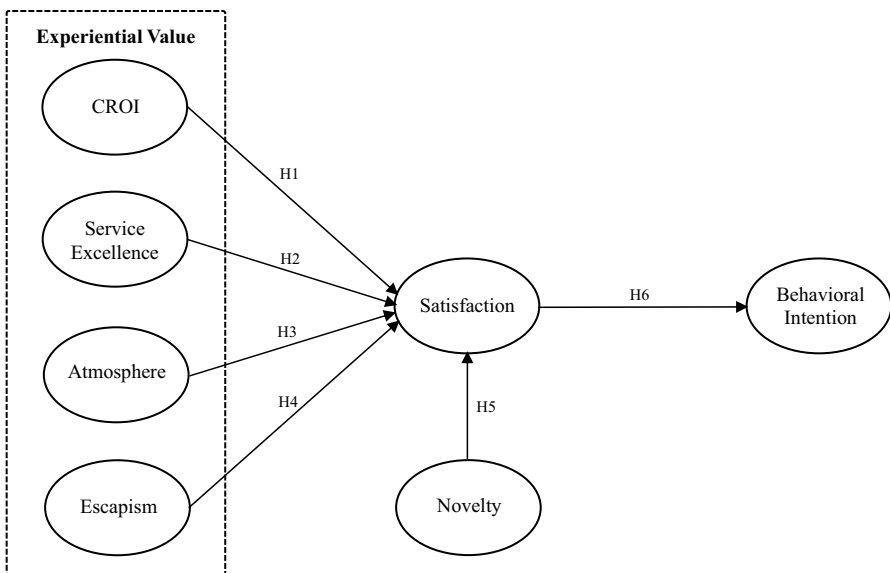 Experiential Value
CROI
H1
Service
Excellence
H2
Satisfaction
H6
Behavioral
Intention
H3
Atmosphere
H4
H5
Escapism
Novelty